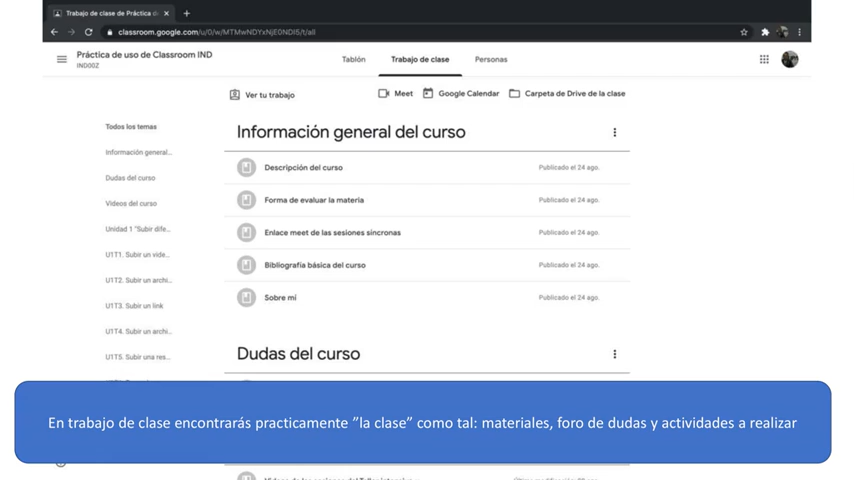 Trabajo de clase de Práctica d
classroom.google.com/u/0/w/MTMwNDYxNjE0NDI5/t/all
Práctica de uso de Classroom IND
IND00Z
Tablón
Trabajo de clase
Personas
Ver tu trabajo
Meet
Google Calendar
Carpeta de Drive de la clase
Todos los temas
Información general...
Dudas del curso
Videos del curso
Unidad 1 "Subir dife...
U1T1. Subir un vide...
U1T2. Subir un archi...
U1T3. Subir un link
U1T4. Subir un archi...
U1T5. Subir una res...
Información general del curso
Descripción del curso Publicado el 24 ago.
Forma de evaluar la materia Publicado el 24 ago.
Enlace meet de las sesiones síncronas Publicado el 24 ago.
Bibliografía básica del curso Publicado el 24 ago.
Sobre mí Publicado el 24 ago.
Dudas del curso
En trabajo de clase encontrarás practicamente ”la clase” como tal: materiales, foro de dudas y actividades a realizar